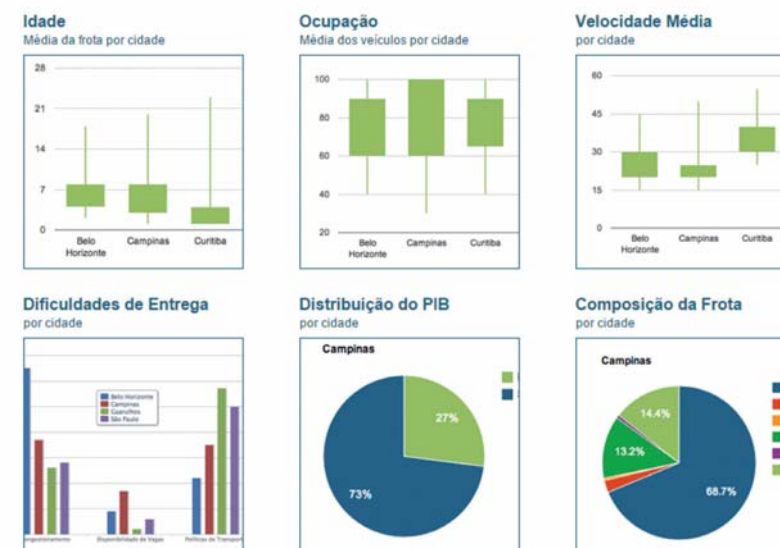 Idade
Média da frota por cidade
28
21
14
7
0
Belo Horizonte
Campinas
Curitiba
Ocupação
Média dos veículos por cidade
100
80
60
40
20
Belo Horizonte
Campinas
Curitiba
Velocidade Média
por cidade
60
45
30
15
0
Belo Horizonte
Campinas
Curitiba
Dificuldades de Entrega
por cidade
Belo Horizonte
Campinas
Guarulhos
São Paulo
ongestionamento
Disponibilidade de Vagas
Políticas de Transport
Distribuição do PIB
por cidade
Campinas
27%
73%
Composição da Frota
por cidade
Campinas
14.4%
13.2%
68.7%